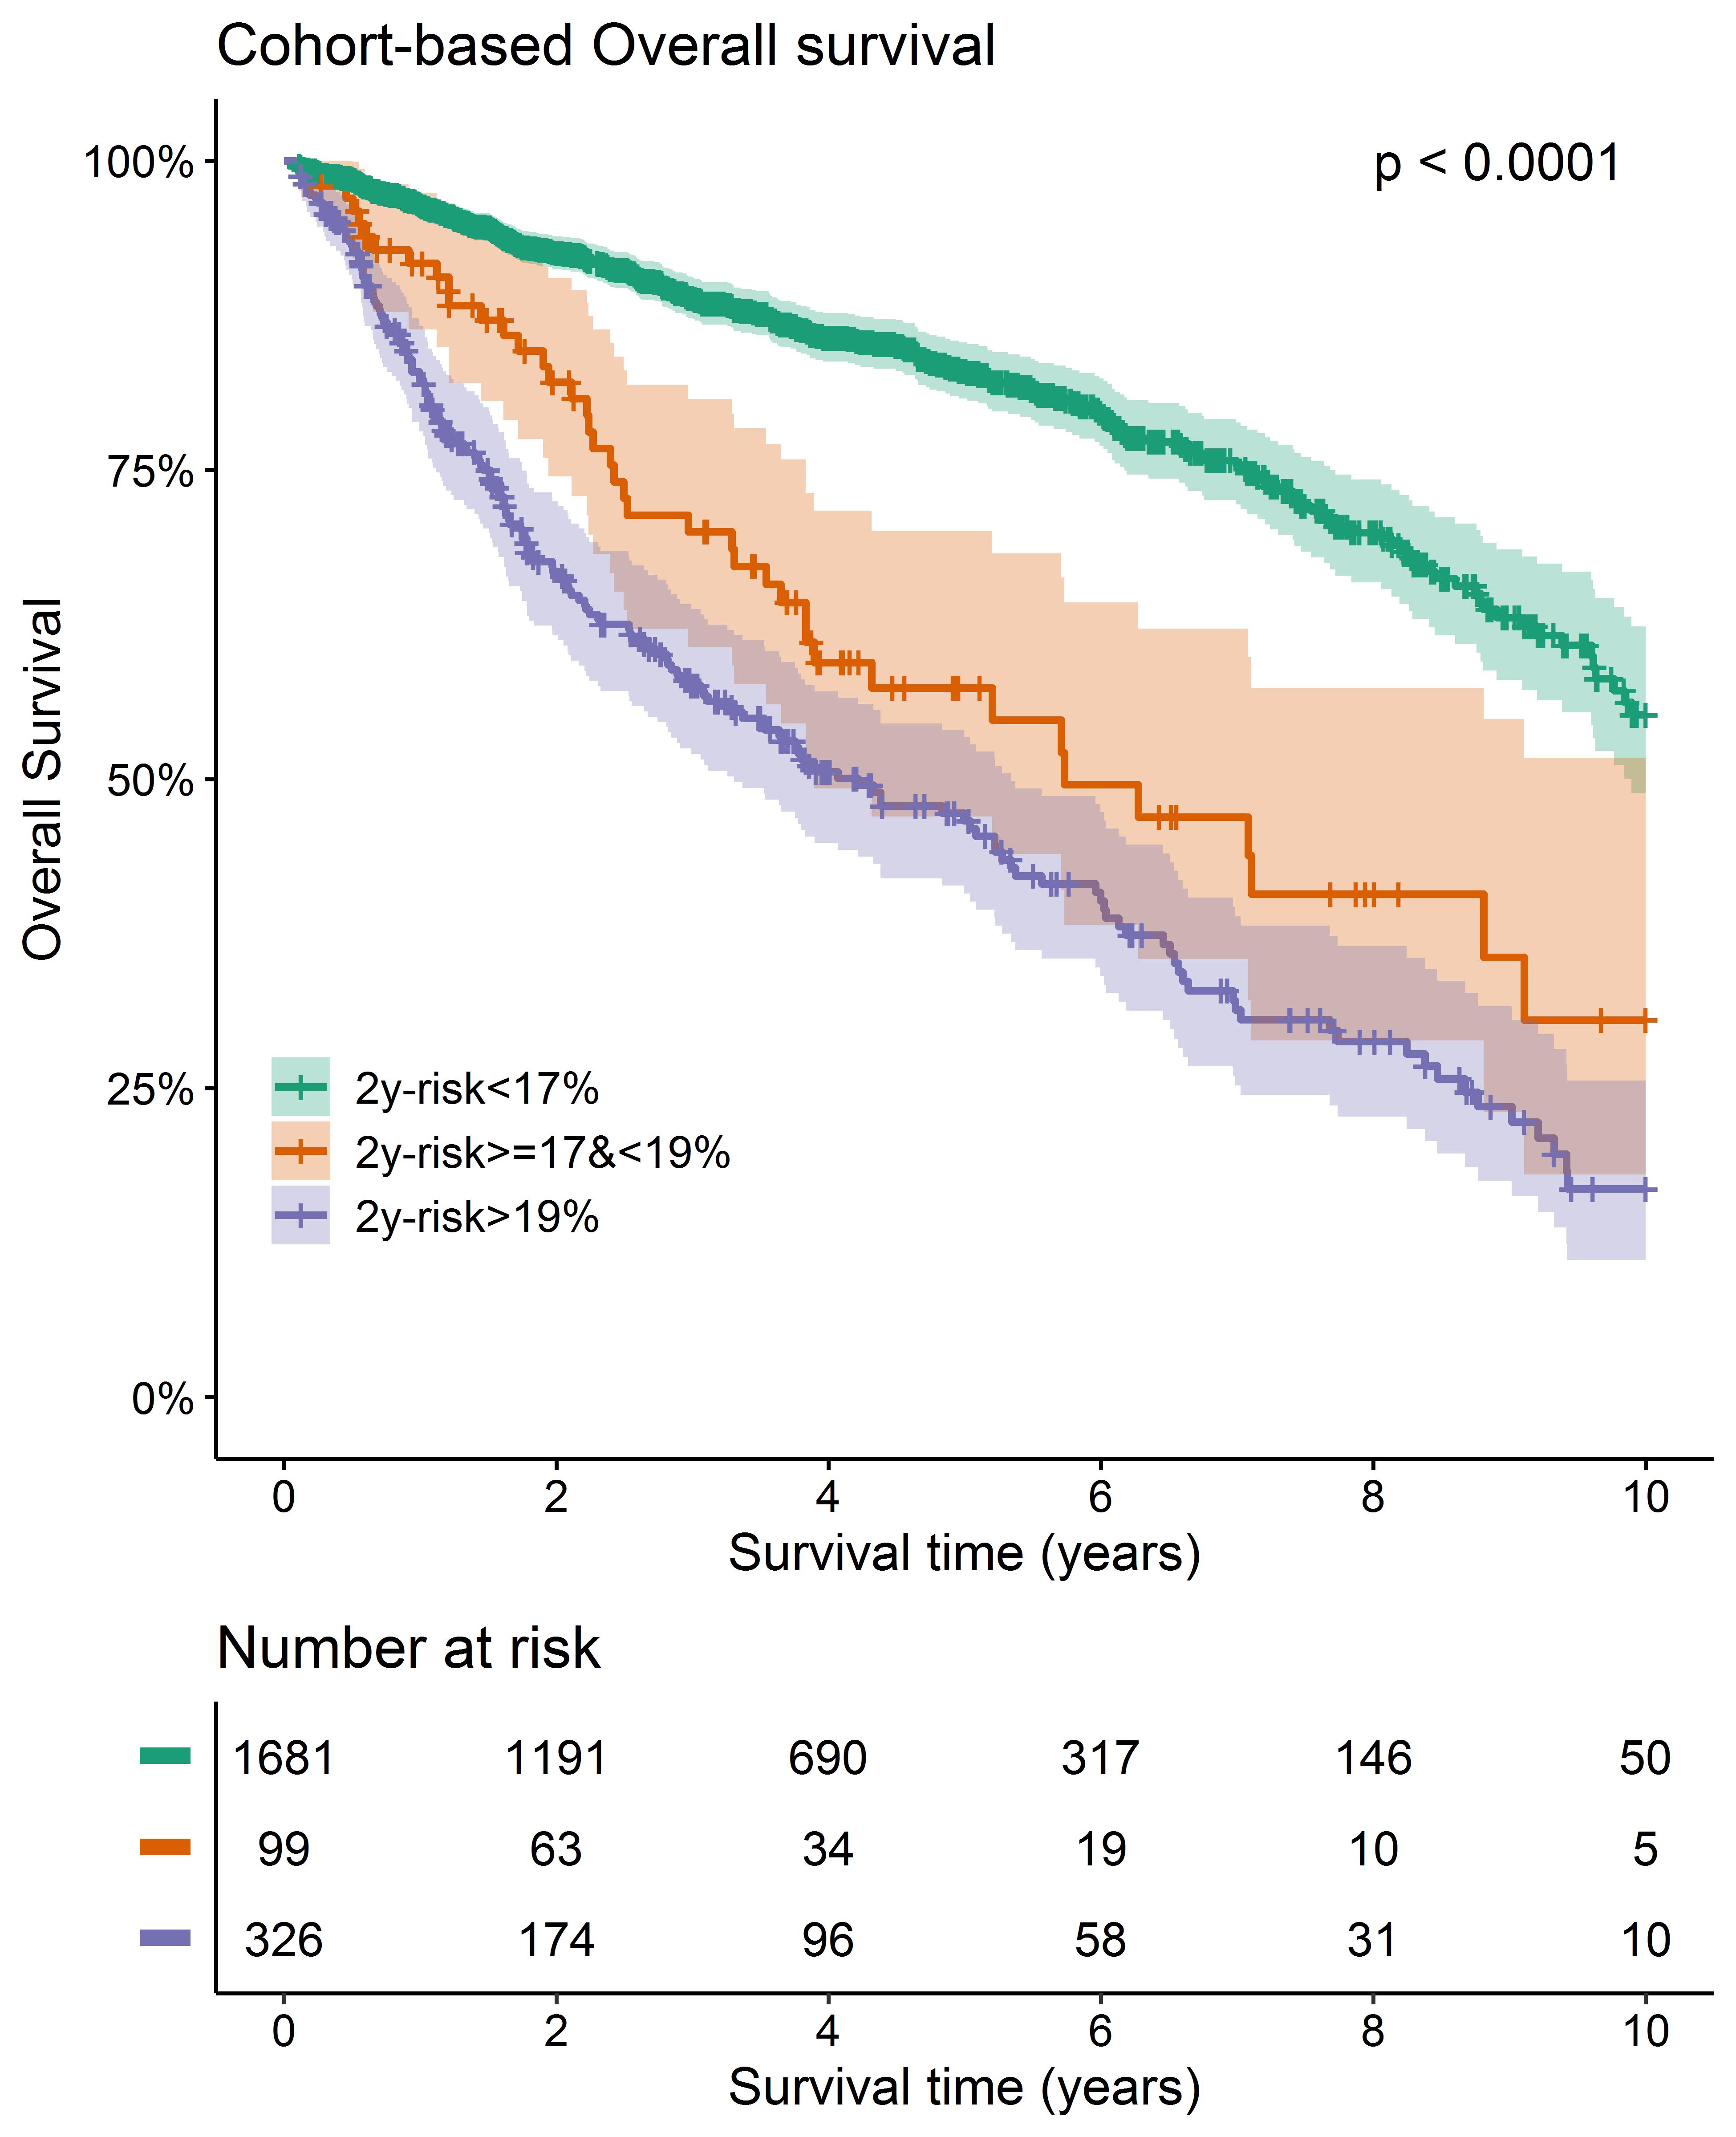 Cohort-based Overall survival
p < 0.0001
100%
75%
50%
25%
0%
Overall Survival
2y-risk<17%
2y-risk>=17&<19%
2y-risk>19%
0 2 4 6 8 10
Survival time (years)
Number at risk
1681 1191 690 317 146 50
99 63 34 19 10 5
326 174 96 58 31 10
0 2 4 6 8 10
Survival time (years)